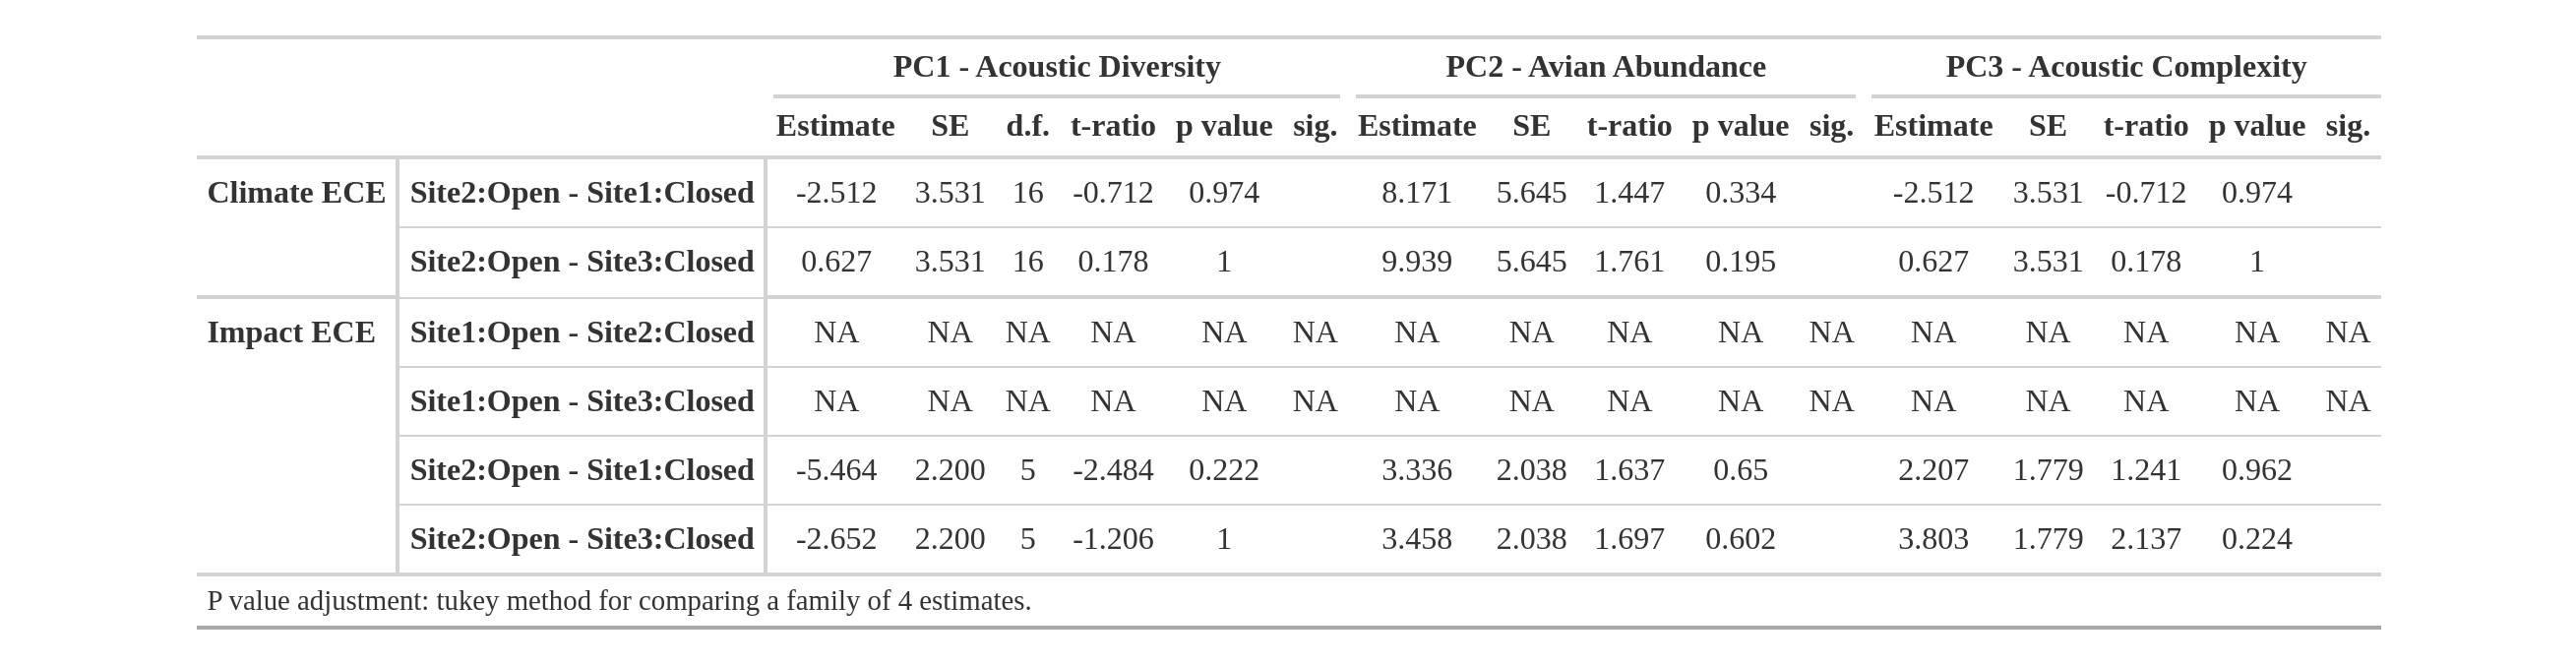 PC1 - Acoustic Diversity PC2 - Avian Abundance PC3 - Acoustic Complexity
Estimate SE d.f. t-ratio p value sig. Estimate SE t-ratio p value sig. Estimate SE t-ratio p value sig.
Climate ECE Site2:Open - Site1:Closed -2.512 3.531 16 -0.712 0.974 8.171 5.645 1.447 0.334 -2.512 3.531 -0.712 0.974
Site2:Open - Site3:Closed 0.627 3.531 16 0.178 1 9.939 5.645 1.761 0.195 0.627 3.531 0.178 1
Impact ECE Site1:Open - Site2:Closed NA NA NA NA NA NA NA NA NA NA NA NA NA NA NA NA
Site1:Open - Site3:Closed NA NA NA NA NA NA NA NA NA NA NA NA NA NA NA NA
Site2:Open - Site1:Closed -5.464 2.200 5 -2.484 0.222 3.336 2.038 1.637 0.65 2.207 1.779 1.241 0.962
Site2:Open - Site3:Closed -2.652 2.200 5 -1.206 1 3.458 2.038 1.697 0.602 3.803 1.779 2.137 0.224
P value adjustment: tukey method for comparing a family of 4 estimates.